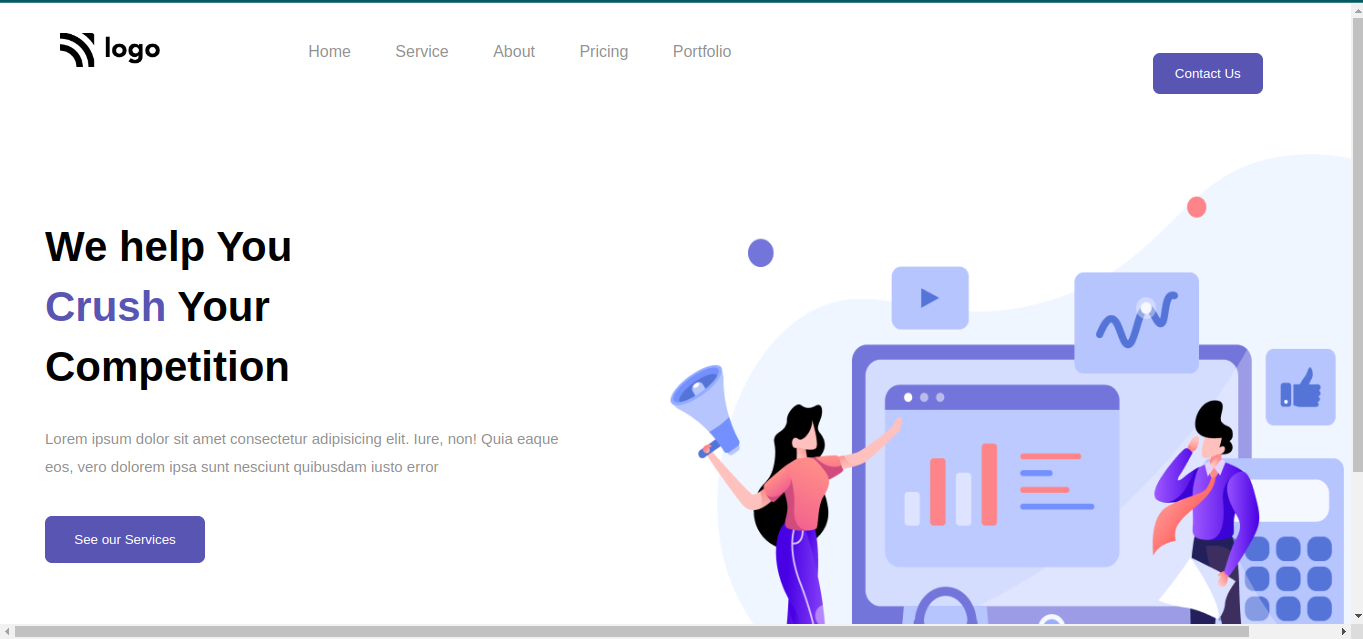 logo
Home Service About Pricing Portfolio
Contact Us
We help You
Crush Your
Competition
Lorem ipsum dolor sit amet consectetur adipisicing elit. Iure, non! Quia eaque
eos, vero dolorem ipsa sunt nesciunt quibusdam iusto error
See our Services